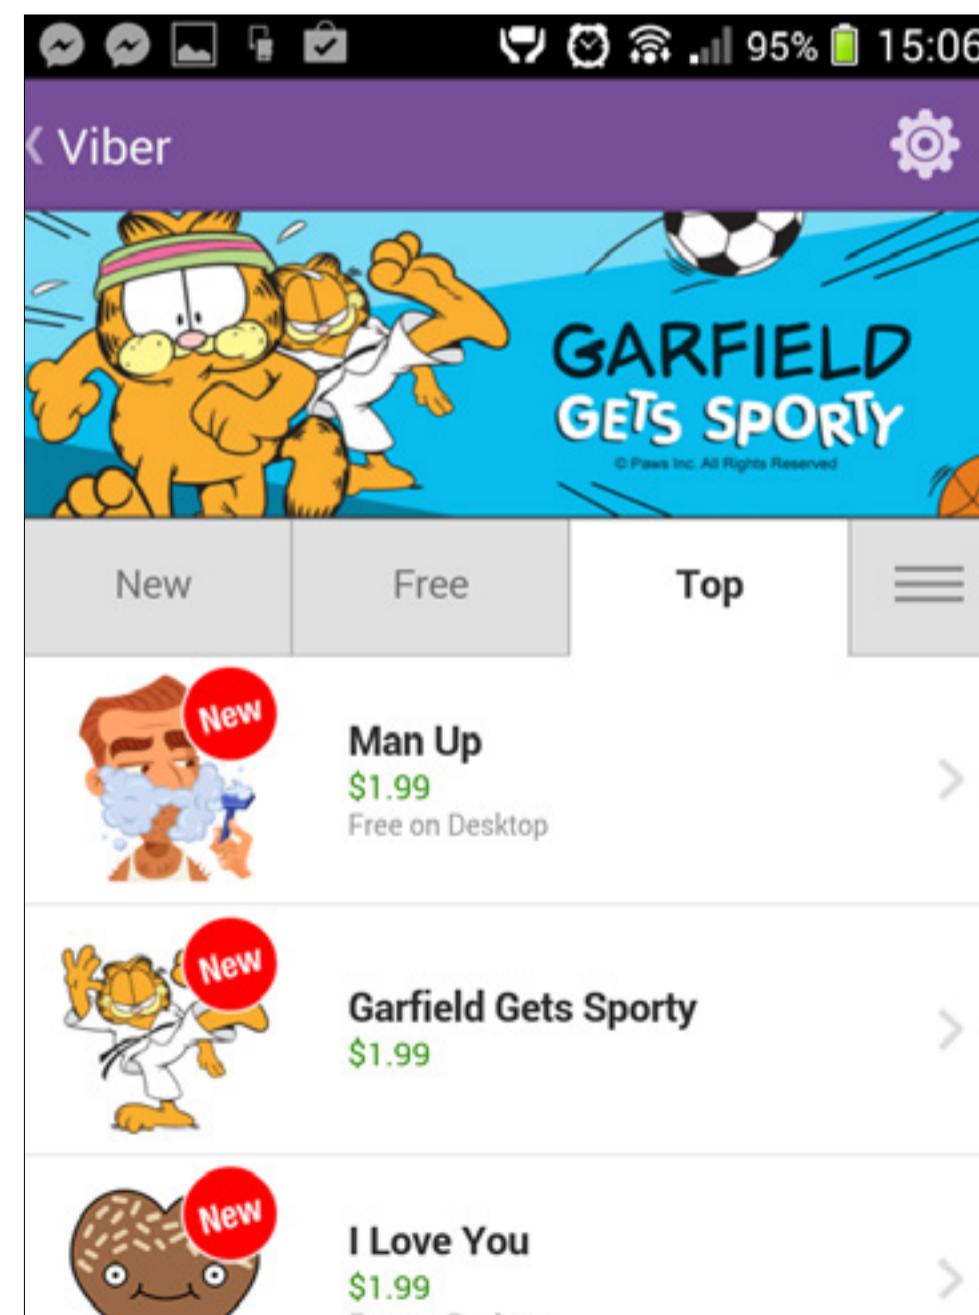 95% 15:06
Viber
GARFIELD
GETS SPORTY
© Paws Inc. All Rights Reserved
New Free Top
New
Man Up
$1.99
Free on Desktop
New
Garfield Gets Sporty
$1.99
New
I Love You
$1.99